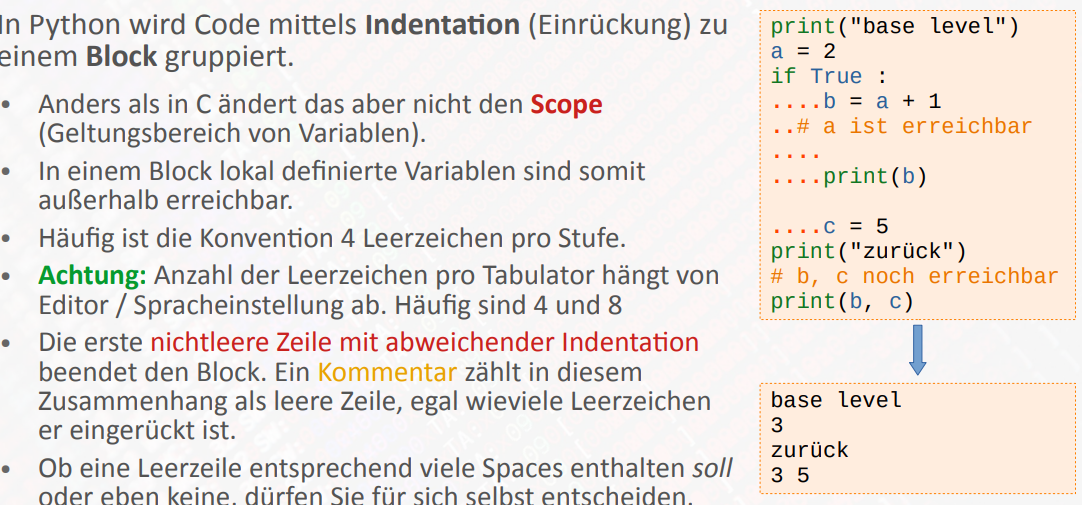 In Python wird Code mittels Indentation (Einrückung) zu
einem Block gruppiert.
• Anders als in C ändert das aber nicht den Scope
(Geltungsbereich von Variablen).
• In einem Block lokal definierte Variablen sind somit
außerhalb erreichbar.
• Häufig ist die Konvention 4 Leerzeichen pro Stufe.
• Achtung: Anzahl der Leerzeichen pro Tabulator hängt von
Editor / Spracheinstellung ab. Häufig sind 4 und 8
• Die erste nichtleere Zeile mit abweichender Indentation
beendet den Block. Ein Kommentar zählt in diesem
Zusammenhang als leere Zeile, egal wieviele Leerzeichen
er eingerückt ist.
• Ob eine Leerzeile entsprechend viele Spaces enthalten soll
oder eben keine, dürfen Sie für sich selbst entscheiden.
print("base level")
a = 2
if True :
....b = a + 1
..# a ist erreichbar
....
....print(b)

....c = 5
print("zurück")
# b, c noch erreichbar
print(b, c)
base level
3
zurück
3 5